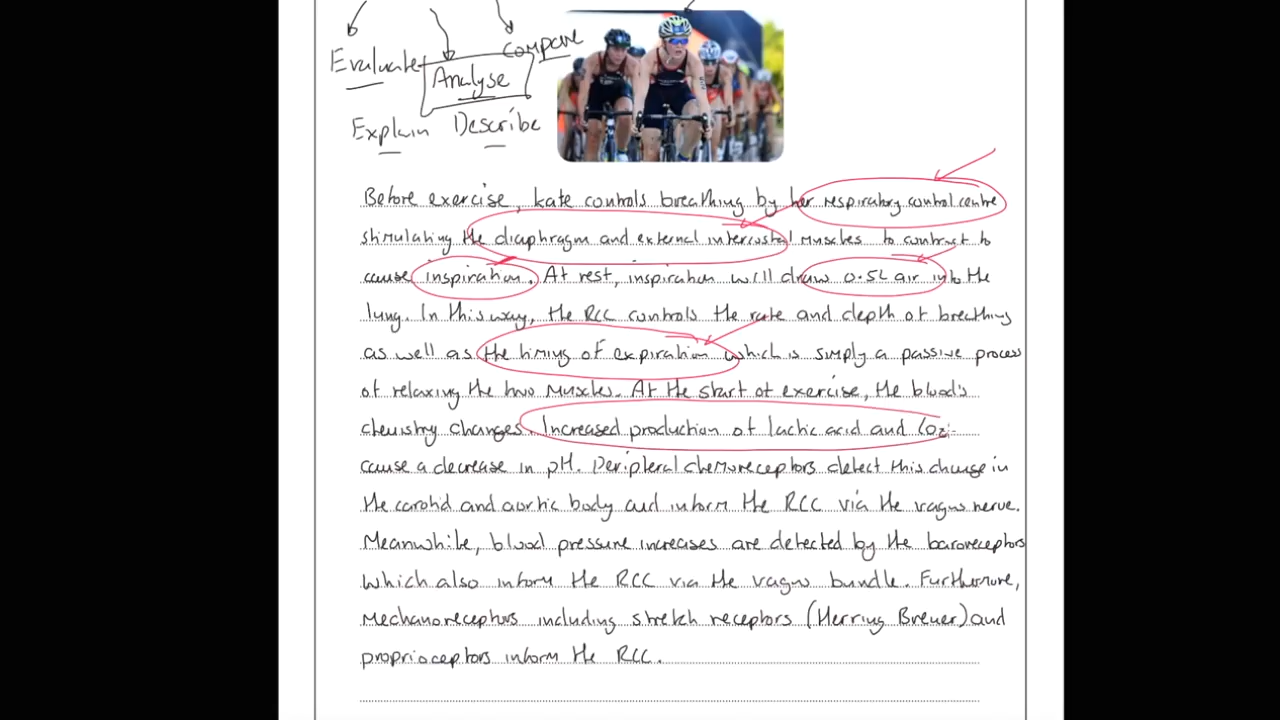 Evaluate
Analyse
Compare
Explain Describe
Before exercise, kate controls breathing by her respiratory control centre
stimulating the diaphragm and external intercostal muscles to contract to
cause inspiration. At rest, inspiration will draw 0.5L air into the
lung. In this way, the RCC controls the rate and depth of breathing
as well as the timing of expiration which is simply a passive process
of relaxing the two muscles. At the start of exercise, the blood's
chemistry changes. Increased production of lactic acid and CO2
cause a decrease in pH. Peripheral chemoreceptors detect this change in
the carotid and aortic body and inform the RCC via the vagus nerve.
Meanwhile, blood pressure increases are detected by the baroreceptors
which also inform the RCC via the vagus bundle. Furthermore,
mechanoreceptors including stretch receptors (Herring Breuer) and
proprioceptors inform the RCC.